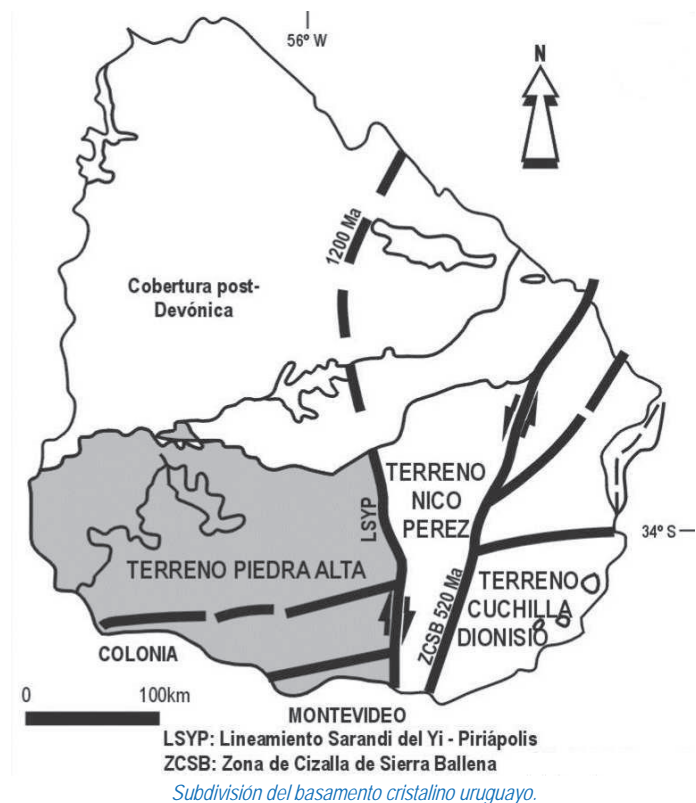 56º W
N
1200 Ma
Cobertura post-
Devónica
TERRENO
NICO
PEREZ
LSYP
34º S
TERRENO PIEDRA ALTA
ZCSB 520 Ma
TERRENO
CUCHILLA
DIONISIO
COLONIA
0 100km
MONTEVIDEO
LSYP: Lineamiento Sarandi del Yi - Piriápolis
ZCSB: Zona de Cizalla de Sierra Ballena
Subdivisión del basamento cristalino uruguayo.